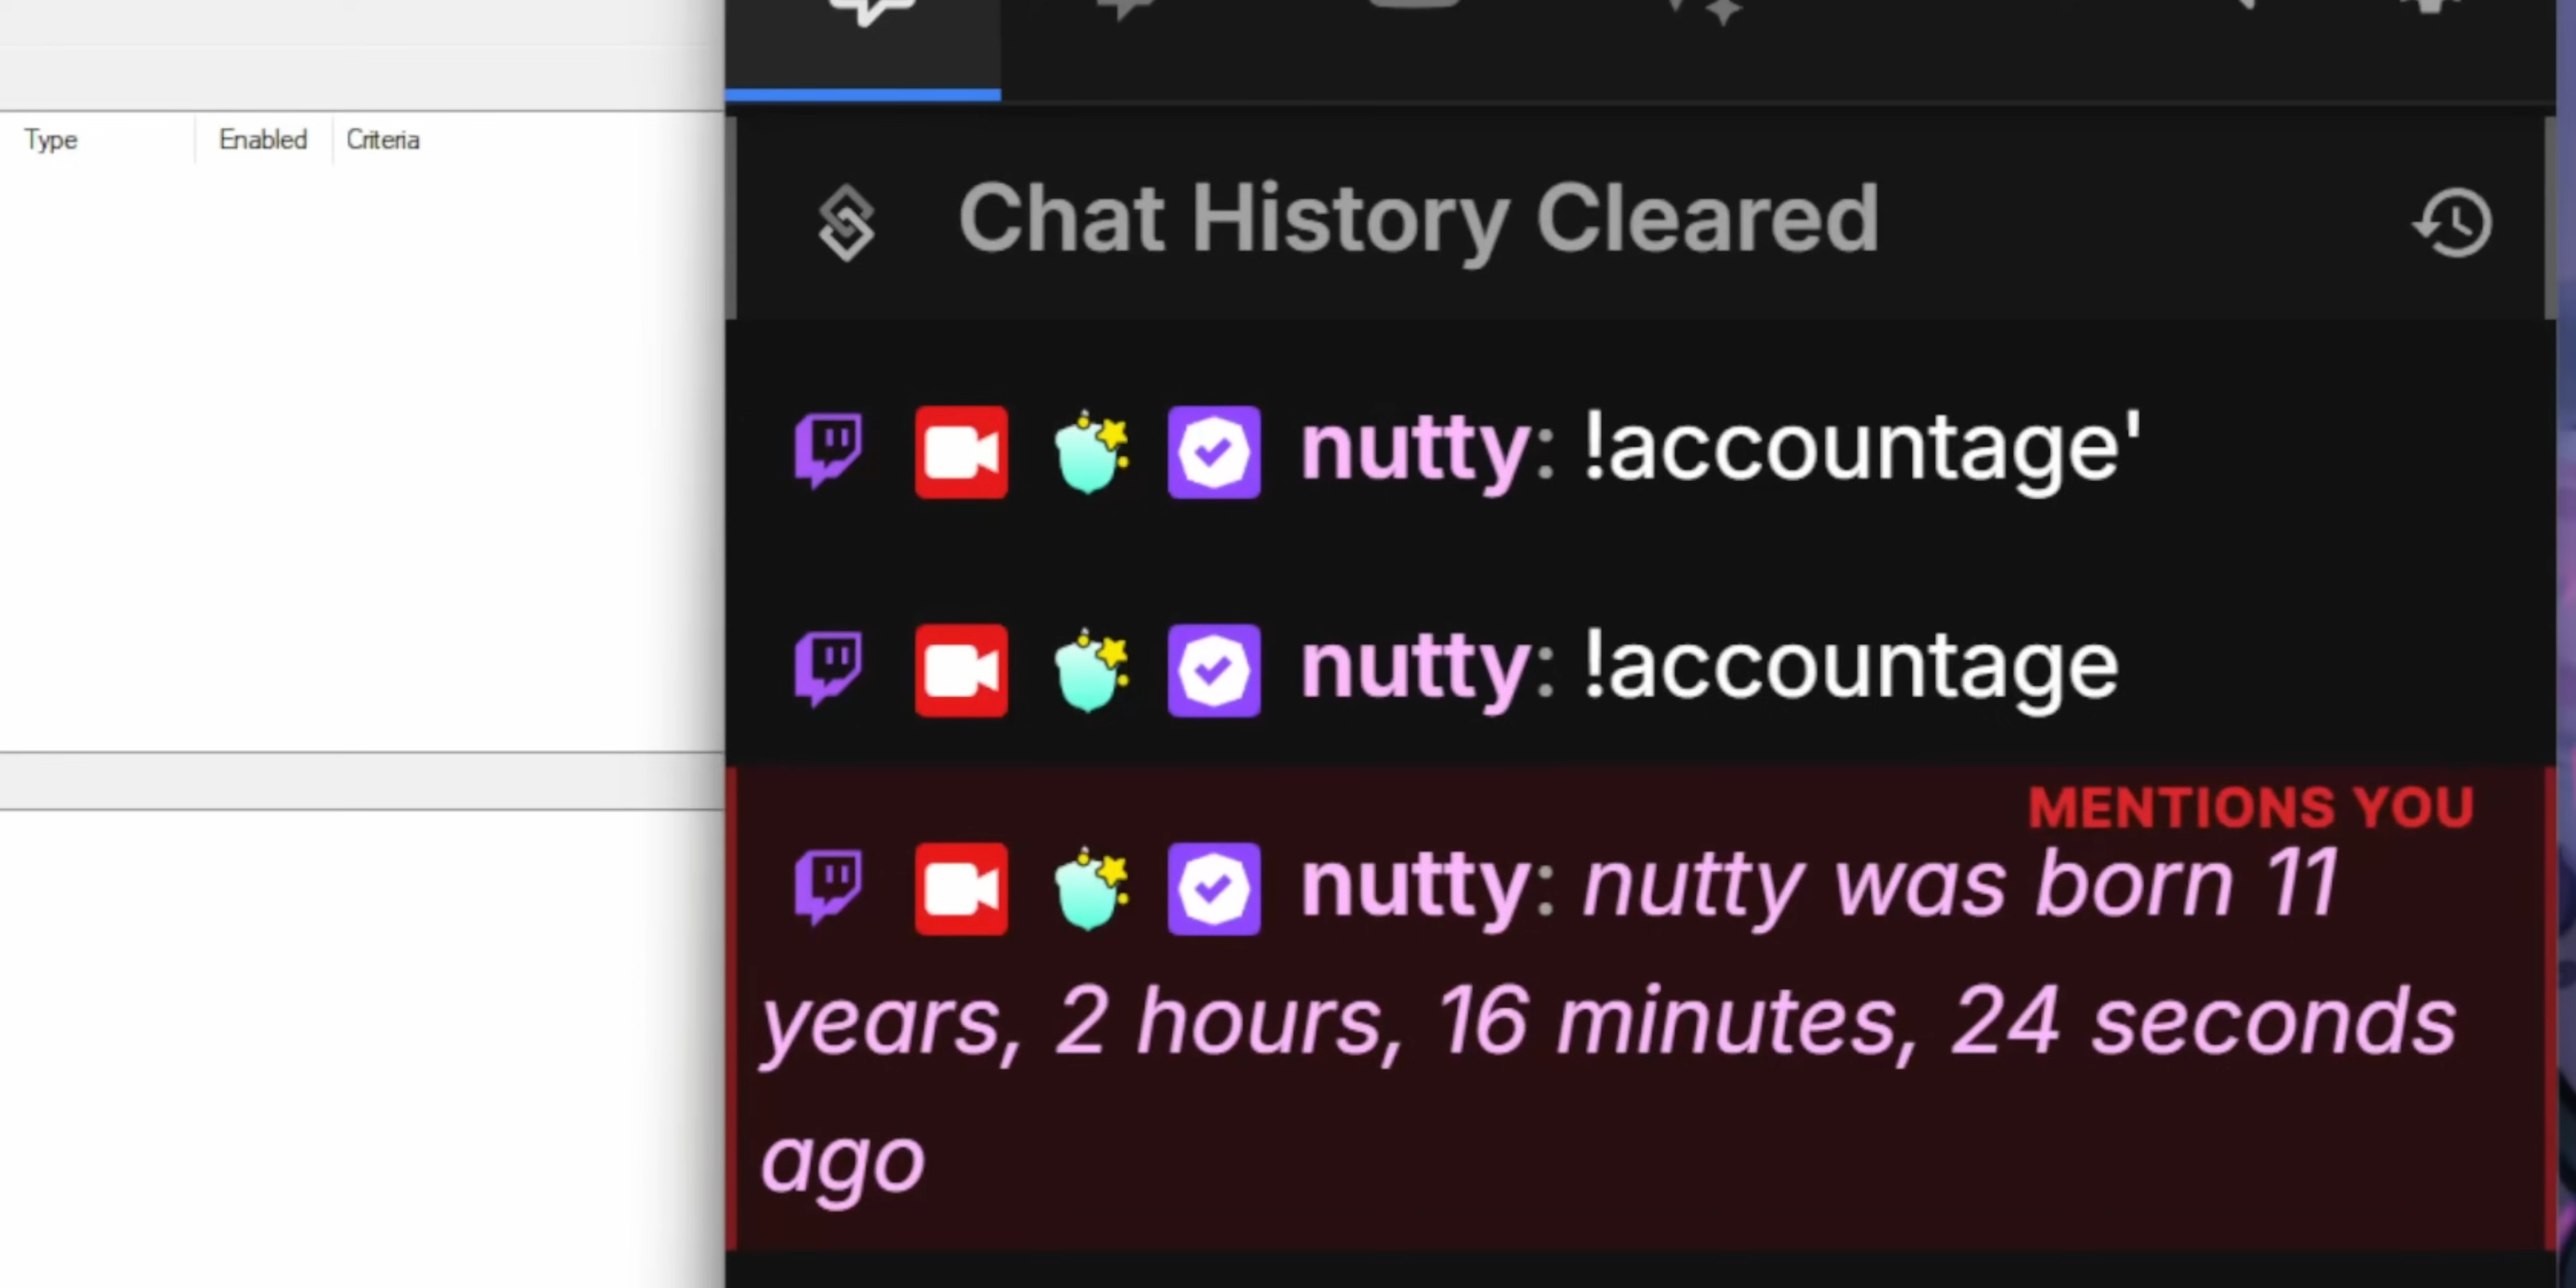 Type Enabled Criteria
Chat History Cleared
nutty: !accountage'
nutty: !accountage
MENTIONS YOU
nutty: nutty was born 11
years, 2 hours, 16 minutes, 24 seconds
ago